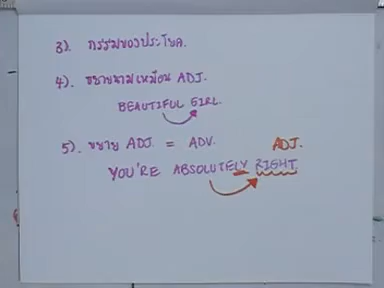 3). กรรมของประโยค.
4). ขยายนามเหมือน ADJ.
BEAUTIFUL GIRL.
5). ขยาย ADJ. = ADV. ADJ.
YOU'RE ABSOLUTELY RIGHT.